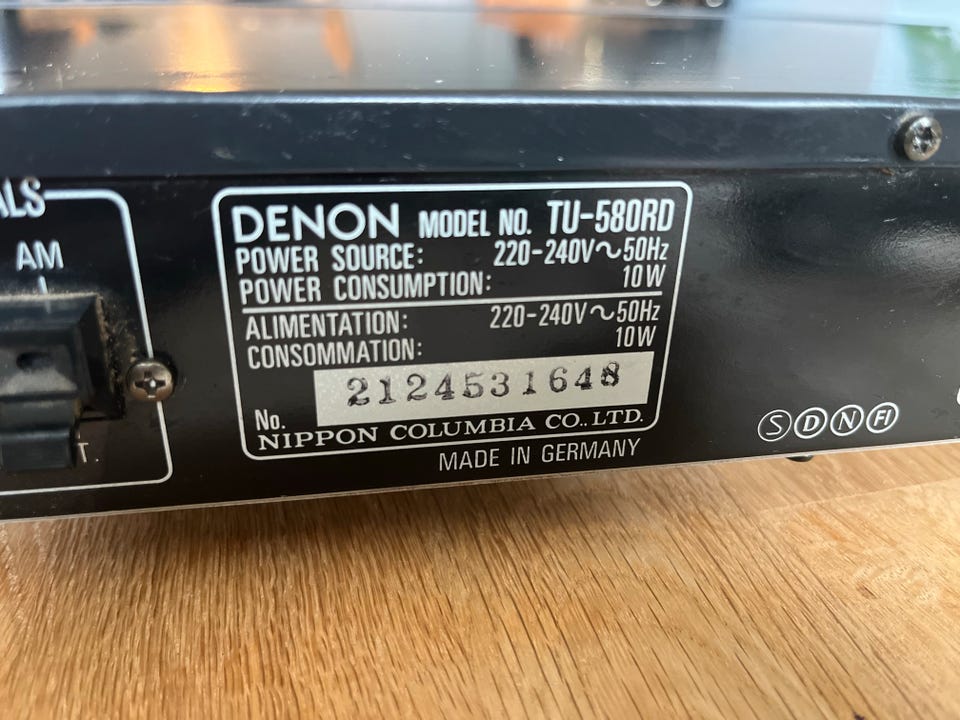 ALS
AM
T.
DENON MODEL NO. TU-580RD
POWER SOURCE: 220-240V～50Hz
POWER CONSUMPTION: 10W
ALIMENTATION: 220-240V～50Hz
CONSOMMATION: 10W
No. 2124531648
NIPPON COLUMBIA CO.,LTD.
MADE IN GERMANY
S D N FI